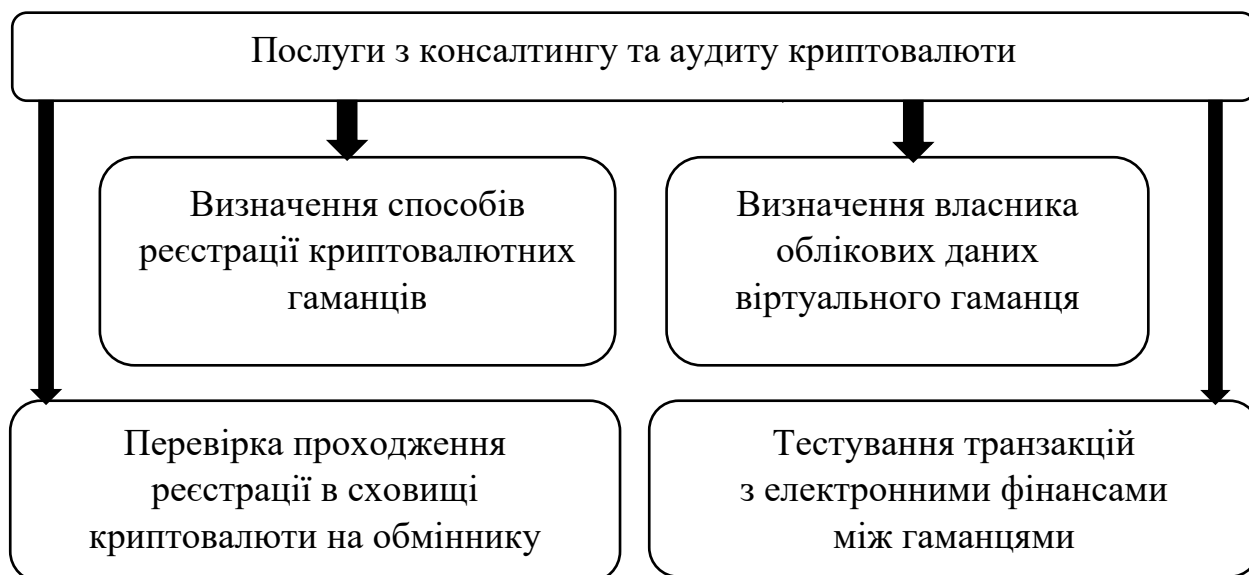 Послуги з консалтингу та аудиту криптовалюти
Визначення способів
реєстрації криптовалютних
гаманців
Визначення власника
облікових даних
віртуального гаманця
Перевірка проходження
реєстрації в сховищі
криптовалюти на обміннику
Тестування транзакцій
з електронними фінансами
між гаманцями